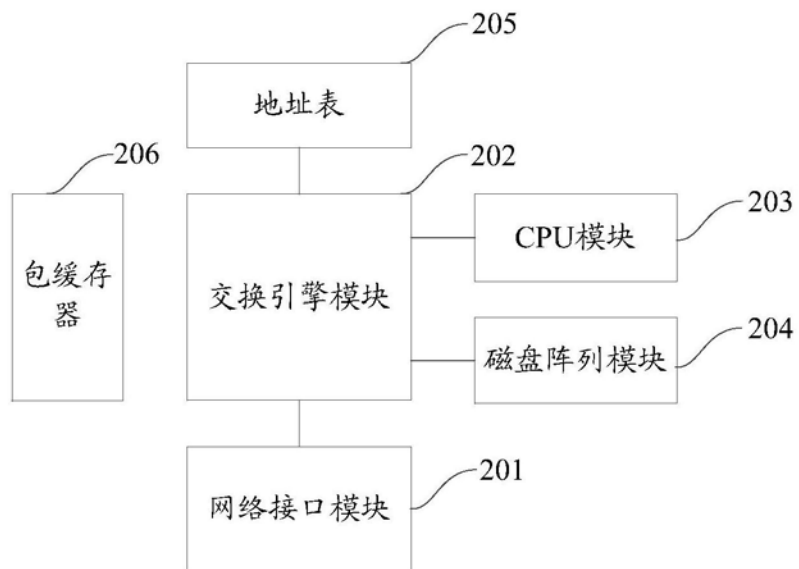 205
地址表
206
202
203
CPU模块
包缓存
器
交换引擎模块
204
磁盘阵列模块
201
网络接口模块